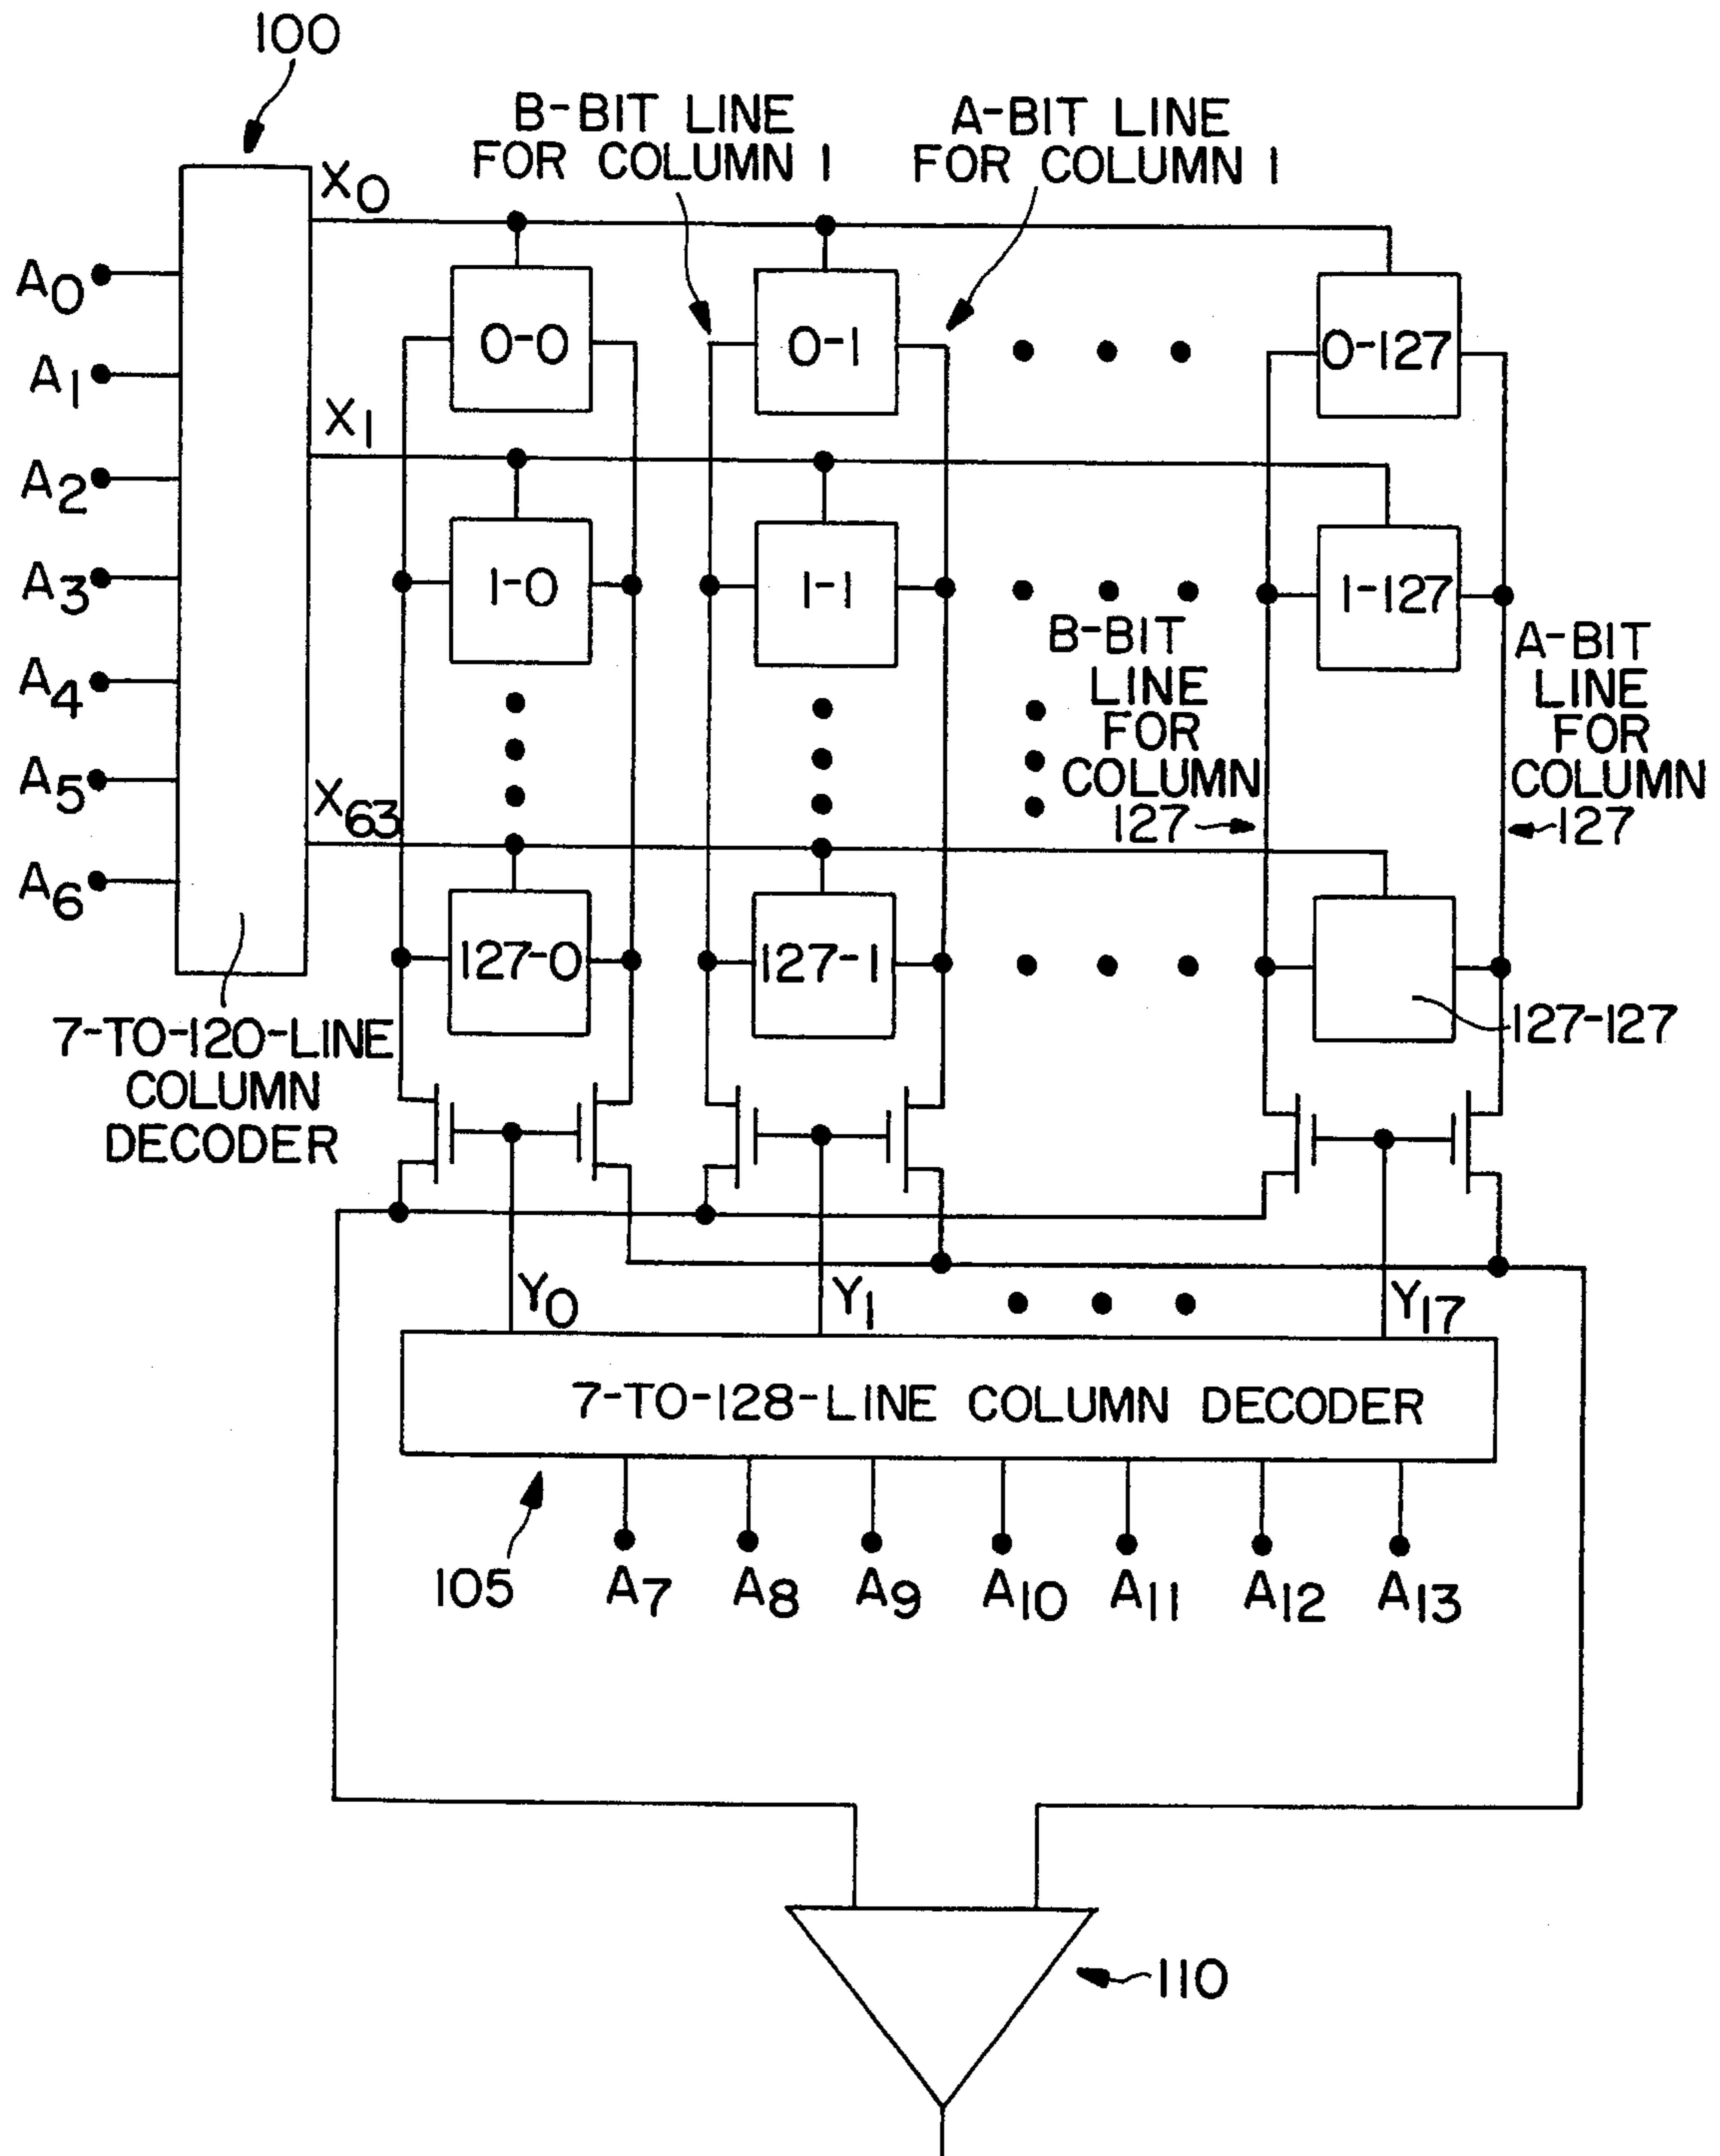 100
B-BIT LINE
FOR COLUMN 1
A-BIT LINE
FOR COLUMN 1
X0
A0
0-0
0-1
0-127
A1
X1
A2
A3
1-0
1-1
1-127
B-BIT
LINE
FOR
COLUMN
127
A-BIT
LINE
FOR
COLUMN
127
A4
A5
X63
A6
127-0
127-1
127-127
7-TO-120-LINE
COLUMN
DECODER
Y0
Y1
Y17
7-TO-128-LINE COLUMN DECODER
105
A7
A8
A9
A10
A11
A12
A13
110